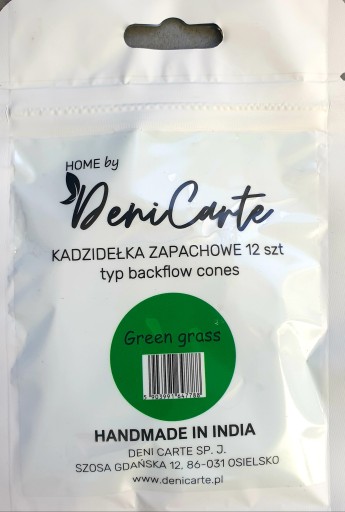 HOME by
DeniCarte
KADZIDEŁKA ZAPACHOWE 12 szt
typ backflow cones
Green grass
HANDMADE IN INDIA
DENI CARTE SP. J.
SZOSA GDAŃSKA 12, 86-031 OSIELSKO
www.denicarte.pl